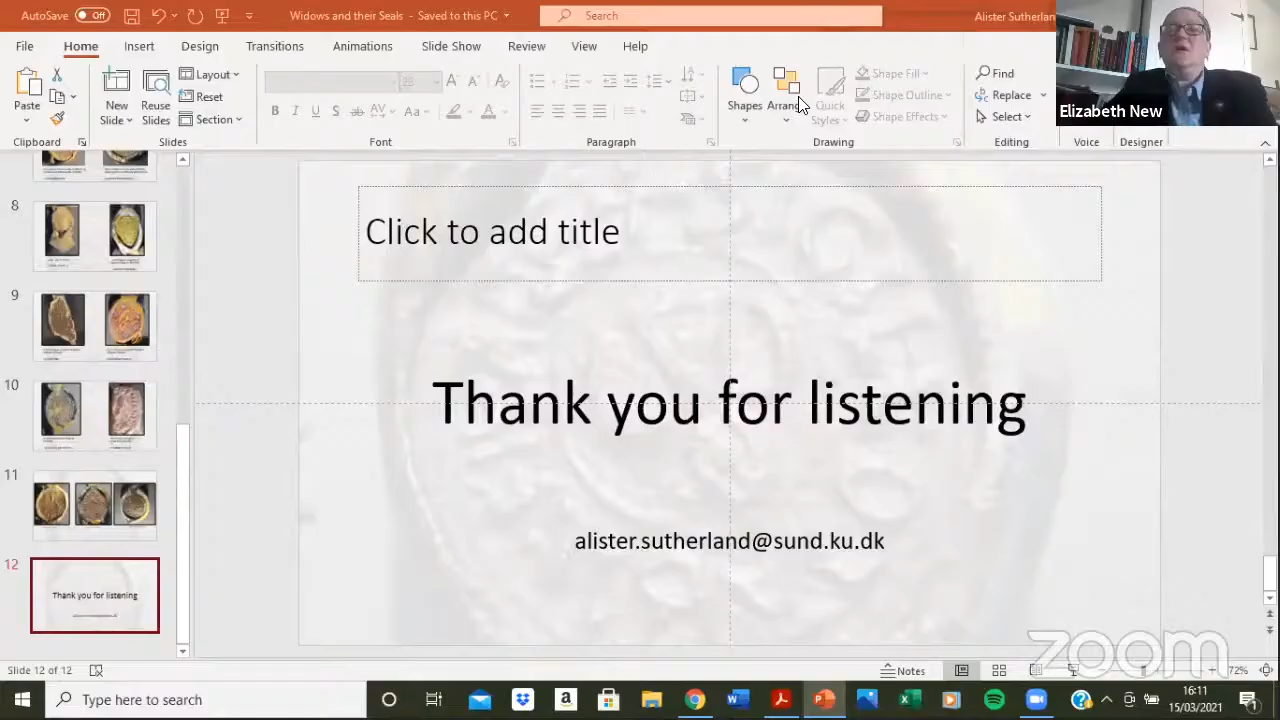 AutoSave
Off
Widows and their Seals - Saved to this PC
Search
Alister Sutherlan
File
Home
Insert
Design
Transitions
Animations
Slide Show
Review
View
Help
Paste
New
Slide
Reuse
Slides
Layout
Reset
Section
B I U S ab AV Aa A
Shapes
Arrang
Quick
Styles
Shape Fill
Shape Outline
Shape Effects
Find
Replace
Select
Elizabeth New
Clipboard
Slides
Font
Paragraph
Drawing
Editing
Voice
Designer
8
9
10
11
12
Thank you for listening
Click to add title
Thank you for listening
alister.sutherland@sund.ku.dk
zoom
Slide 12 of 12
Notes
72%
Type here to search
16:11
15/03/2021